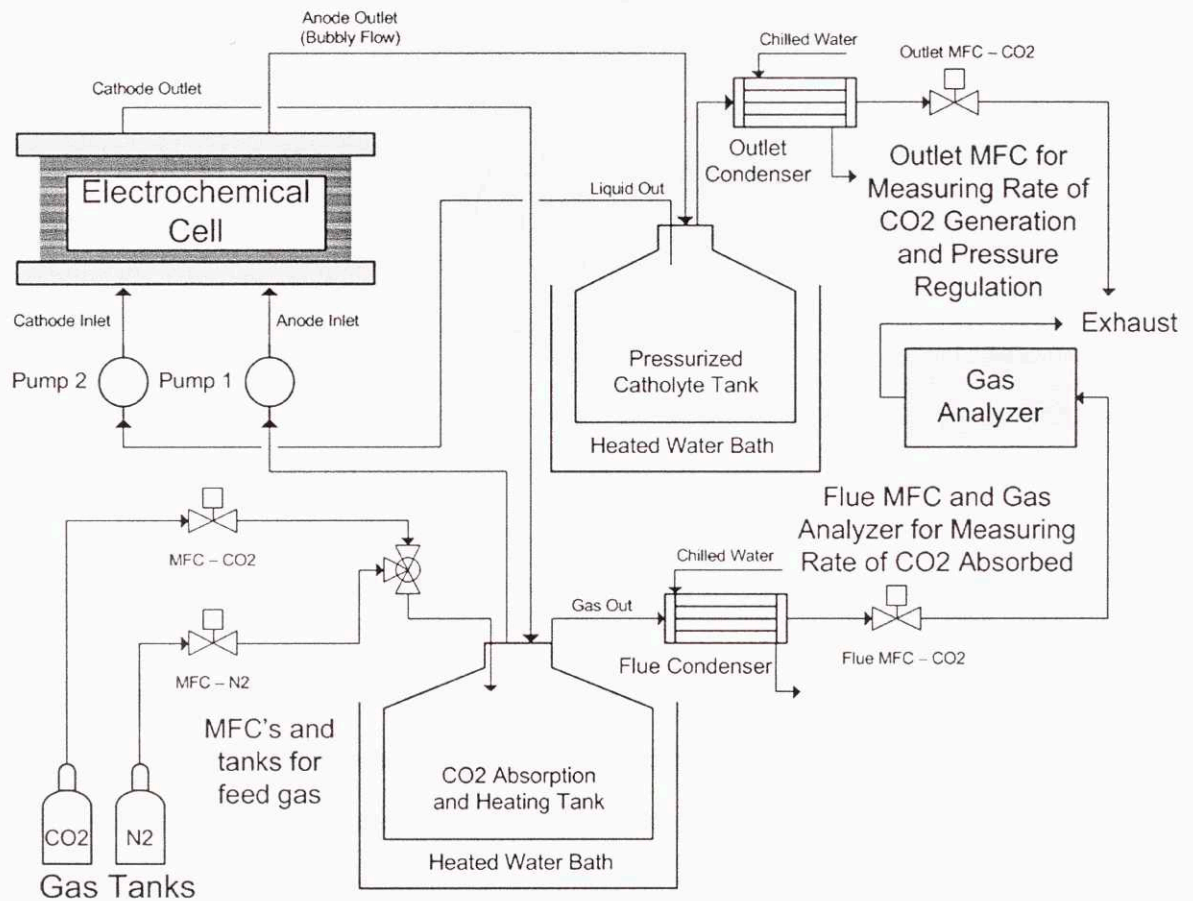 Anode Outlet
(Bubbly Flow)
Cathode Outlet
Chilled Water
Outlet MFC – CO2
Electrochemical
Cell
Outlet
Condenser
Outlet MFC for
Measuring Rate of
CO2 Generation
and Pressure
Regulation
Liquid Out
Cathode Inlet
Anode Inlet
Exhaust
Pump 2
Pump 1
Pressurized
Catholyte Tank
Gas
Analyzer
Heated Water Bath
Flue MFC and Gas
Analyzer for Measuring
Rate of CO2 Absorbed
MFC – CO2
Chilled Water
Gas Out
MFC – N2
Flue Condenser
Flue MFC – CO2
MFC's and
tanks for
feed gas
CO2 Absorption
and Heating Tank
CO2
N2
Heated Water Bath
Gas Tanks